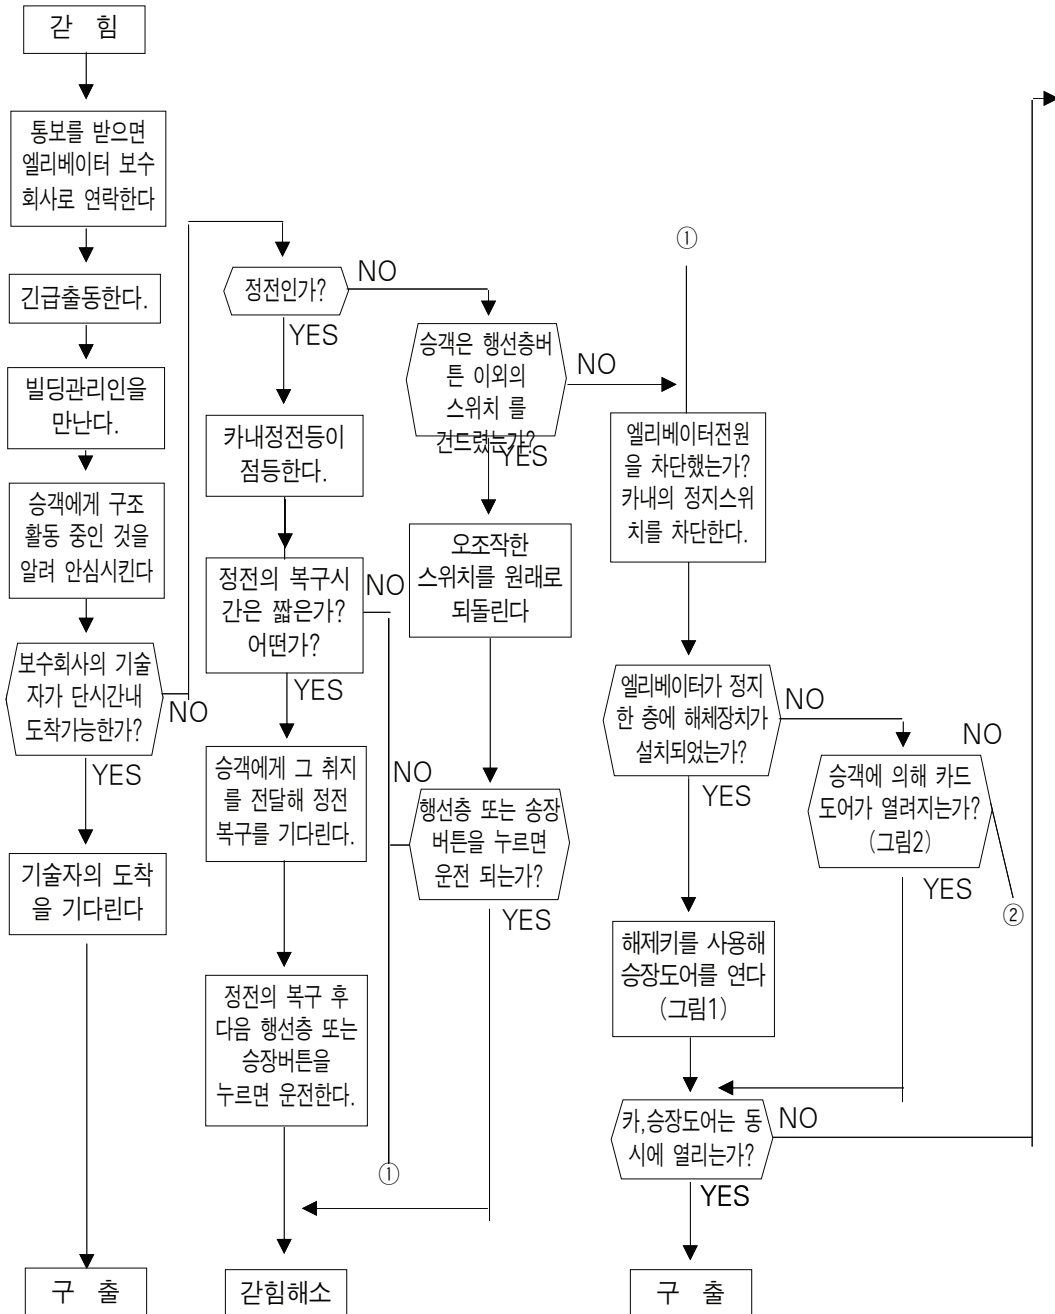 갇 힘
통보를 받으면
엘리베이터 보수
회사로 연락한다
긴급출동한다.
빌딩관리인을
만난다.
승객에게 구조
활동 중인 것을
알려 안심시킨다
보수회사의 기술
자가 단시간내
도착가능한가?
NO
YES
기술자의 도착
을 기다린다
구 출
정전인가?
NO
YES
카내정전등이
점등한다.
정전의 복구시
간은 짧은가?
어떤가?
NO
YES
승객에게 그 취지
를 전달해 정전
복구를 기다린다.
정전의 복구 후
다음 행선층 또는
승장버튼을
누르면 운전한다.
갇힘해소
승객은 행선층버
튼 이외의
스위치 를
건드렸는가?
NO
YES
오조작한
스위치를 원래로
되돌린다
NO
행선층 또는 송장
버튼을 누르면
운전 되는가?
YES
①
①
엘리베이터전원
을 차단했는가?
카내의 정지스위
치를 차단한다.
엘리베이터가 정지
한 층에 해체장치가
설치되었는가?
NO
YES
승객에 의해 카드
도어가 열려지는가?
(그림2)
NO
YES
②
해제키를 사용해
승장도어를 연다
(그림1)
카,승장도어는 동
시에 열리는가?
NO
YES
구 출